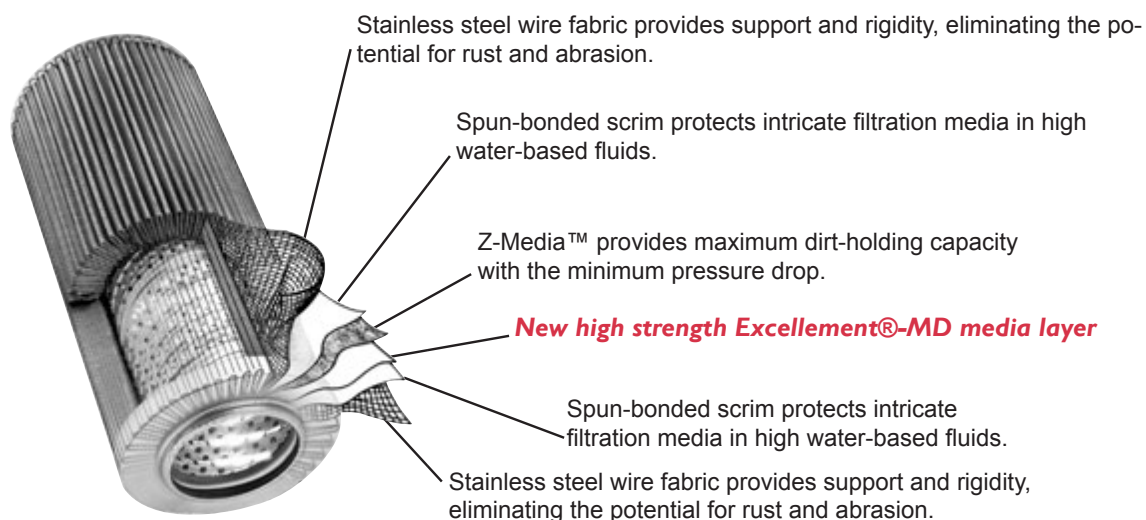 Stainless steel wire fabric provides support and rigidity, eliminating the po-
tential for rust and abrasion.
Spun-bonded scrim protects intricate filtration media in high
water-based fluids.
Z-Media™ provides maximum dirt-holding capacity
with the minimum pressure drop.
New high strength Excellement®-MD media layer
Spun-bonded scrim protects intricate
filtration media in high water-based fluids.
Stainless steel wire fabric provides support and rigidity,
eliminating the potential for rust and abrasion.